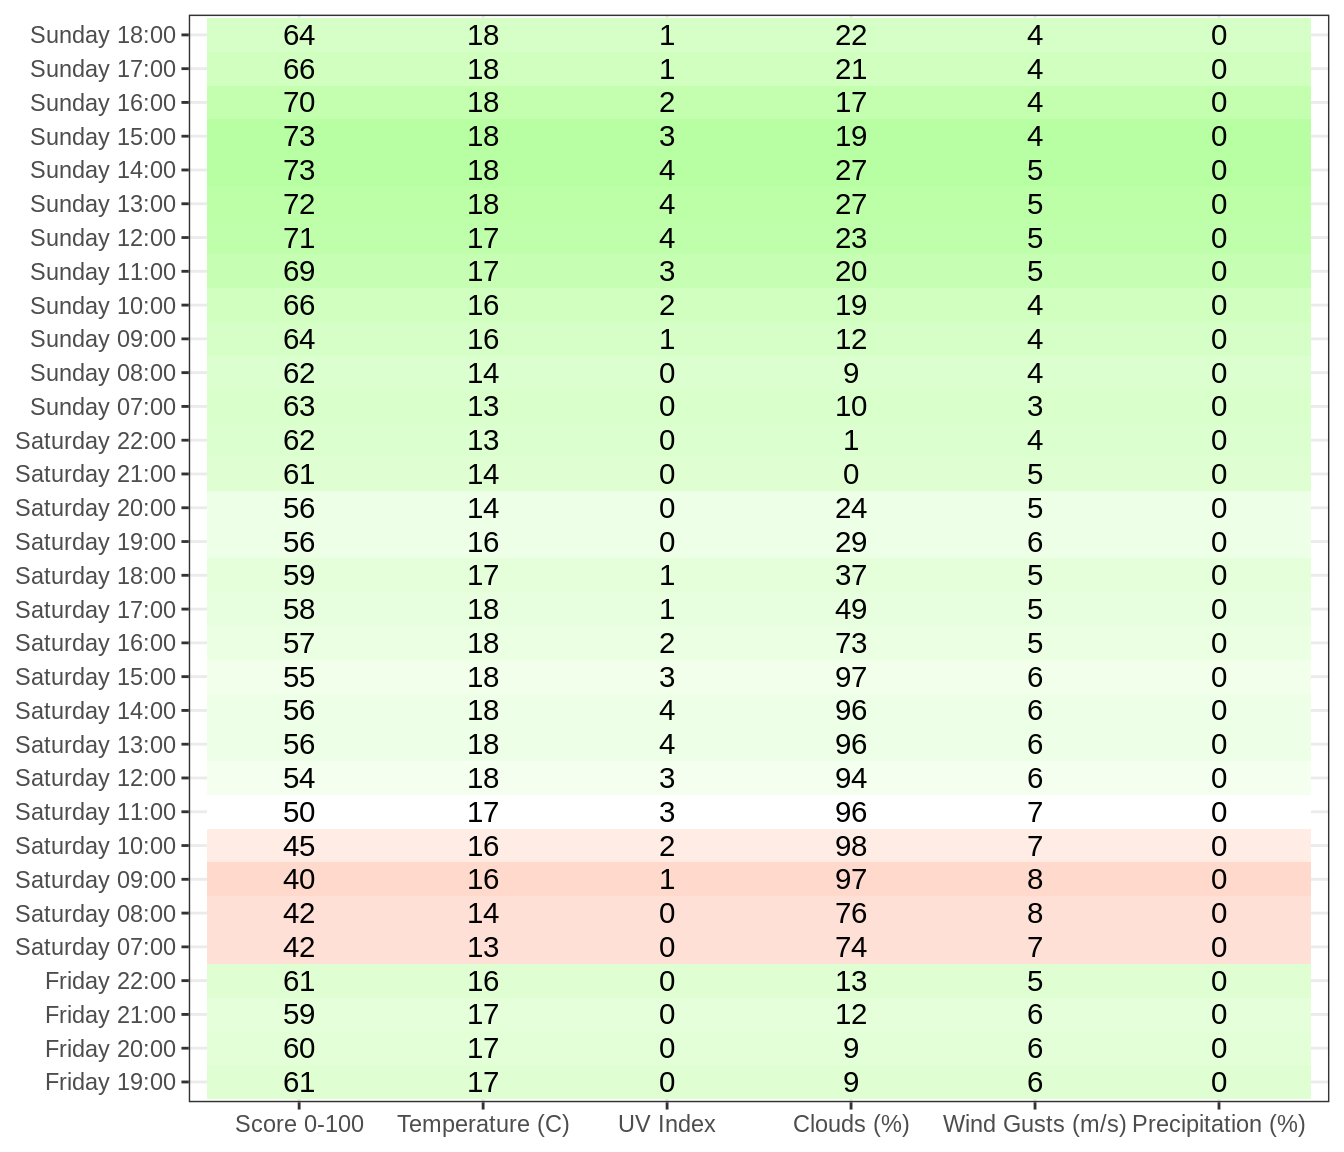 Sunday 18:00 64 18 1 22 4 0
Sunday 17:00 66 18 1 21 4 0
Sunday 16:00 70 18 2 17 4 0
Sunday 15:00 73 18 3 19 4 0
Sunday 14:00 73 18 4 27 5 0
Sunday 13:00 72 18 4 27 5 0
Sunday 12:00 71 17 4 23 5 0
Sunday 11:00 69 17 3 20 5 0
Sunday 10:00 66 16 2 19 4 0
Sunday 09:00 64 16 1 12 4 0
Sunday 08:00 62 14 0 9 4 0
Sunday 07:00 63 13 0 10 3 0
Saturday 22:00 62 13 0 1 4 0
Saturday 21:00 61 14 0 0 5 0
Saturday 20:00 56 14 0 24 5 0
Saturday 19:00 56 16 0 29 6 0
Saturday 18:00 59 17 1 37 5 0
Saturday 17:00 58 18 1 49 5 0
Saturday 16:00 57 18 2 73 5 0
Saturday 15:00 55 18 3 97 6 0
Saturday 14:00 56 18 4 96 6 0
Saturday 13:00 56 18 4 96 6 0
Saturday 12:00 54 18 3 94 6 0
Saturday 11:00 50 17 3 96 7 0
Saturday 10:00 45 16 2 98 7 0
Saturday 09:00 40 16 1 97 8 0
Saturday 08:00 42 14 0 76 8 0
Saturday 07:00 42 13 0 74 7 0
Friday 22:00 61 16 0 13 5 0
Friday 21:00 59 17 0 12 6 0
Friday 20:00 60 17 0 9 6 0
Friday 19:00 61 17 0 9 6 0
Score 0-100 Temperature (C) UV Index Clouds (%) Wind Gusts (m/s) Precipitation (%)